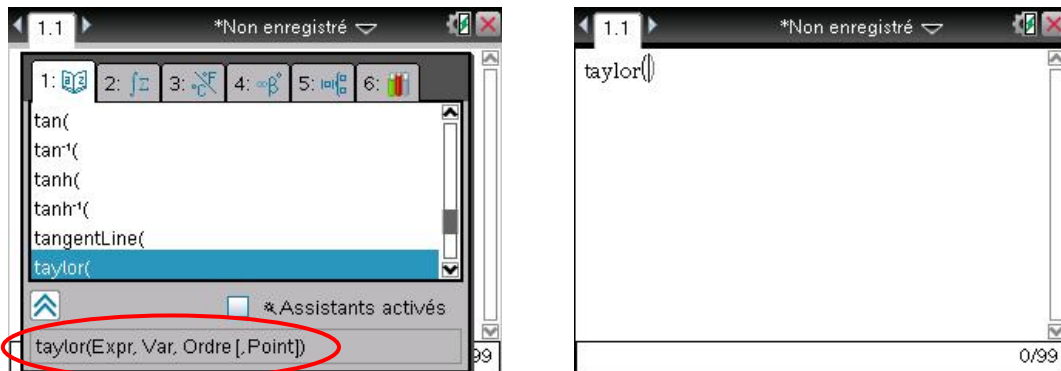 1.1
*Non enregistré
1:
2: ∫Σ
3: °F °C
4: ∞β°
5:
6:
tan(
tan⁻¹(
tanh(
tanh⁻¹(
tangentLine(
taylor(
Assistants activés
taylor(Expr, Var, Ordre [,Point])
99
1.1
*Non enregistré
taylor()
0/99